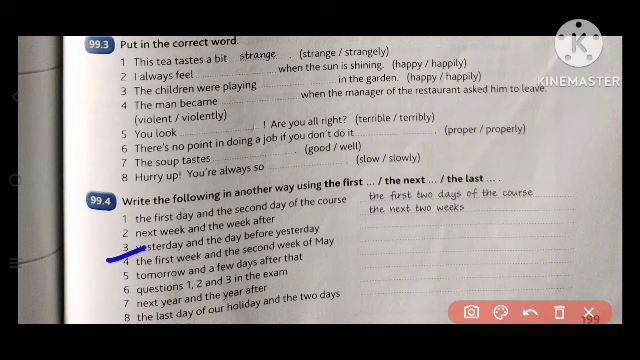 99.3 Put in the correct word.
1 This tea tastes a bit strange . (strange / strangely)
2 I always feel when the sun is shining. (happy / happily)
3 The children were playing in the garden. (happy / happily)
4 The man became when the manager of the restaurant asked him to leave.
(violent / violently)
5 You look ! Are you all right? (terrible / terribly)
6 There's no point in doing a job if you don't do it . (proper / properly)
7 The soup tastes . (good / well)
8 Hurry up! You're always so . (slow / slowly)
99.4 Write the following in another way using the first ... / the next ... / the last ... .
1 the first day and the second day of the course the first two days of the course
2 next week and the week after the next two weeks
3 yesterday and the day before yesterday
4 the first week and the second week of May
5 tomorrow and a few days after that
6 questions 1, 2 and 3 in the exam
7 next year and the year after
8 the last day of our holiday and the two days
199
K
KINEMASTER